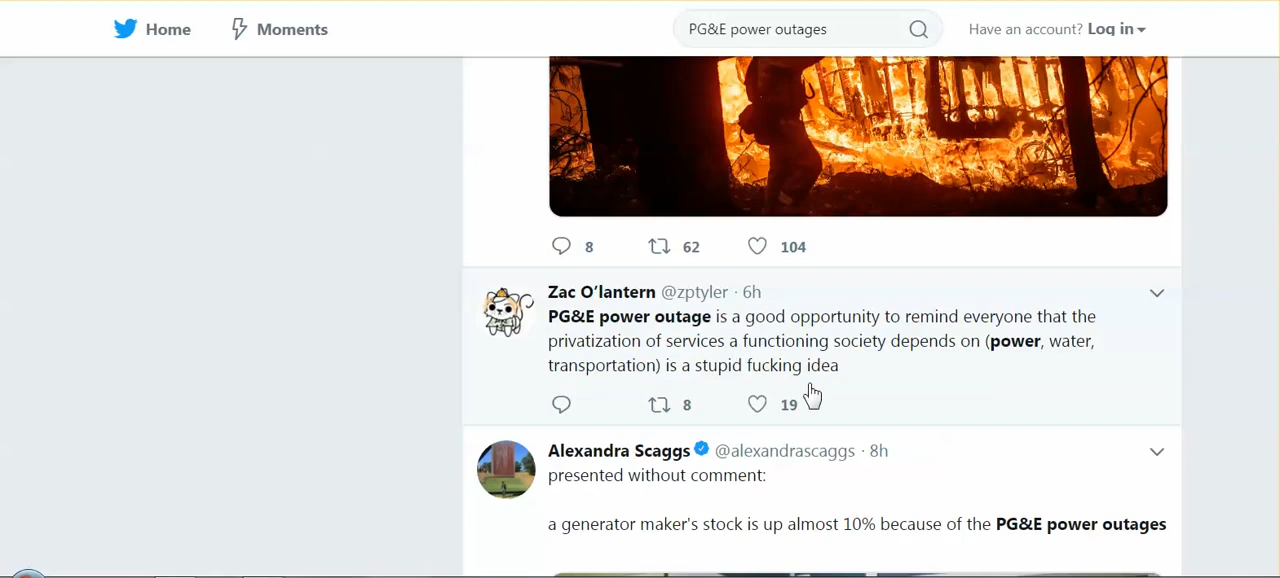 Home Moments PG&E power outages Have an account? Log in
8 62 104
Zac O’lantern @zptyler · 6h
PG&E power outage is a good opportunity to remind everyone that the
privatization of services a functioning society depends on (power, water,
transportation) is a stupid fucking idea
8 19
Alexandra Scaggs @alexandrascaggs · 8h
presented without comment:
a generator maker's stock is up almost 10% because of the PG&E power outages